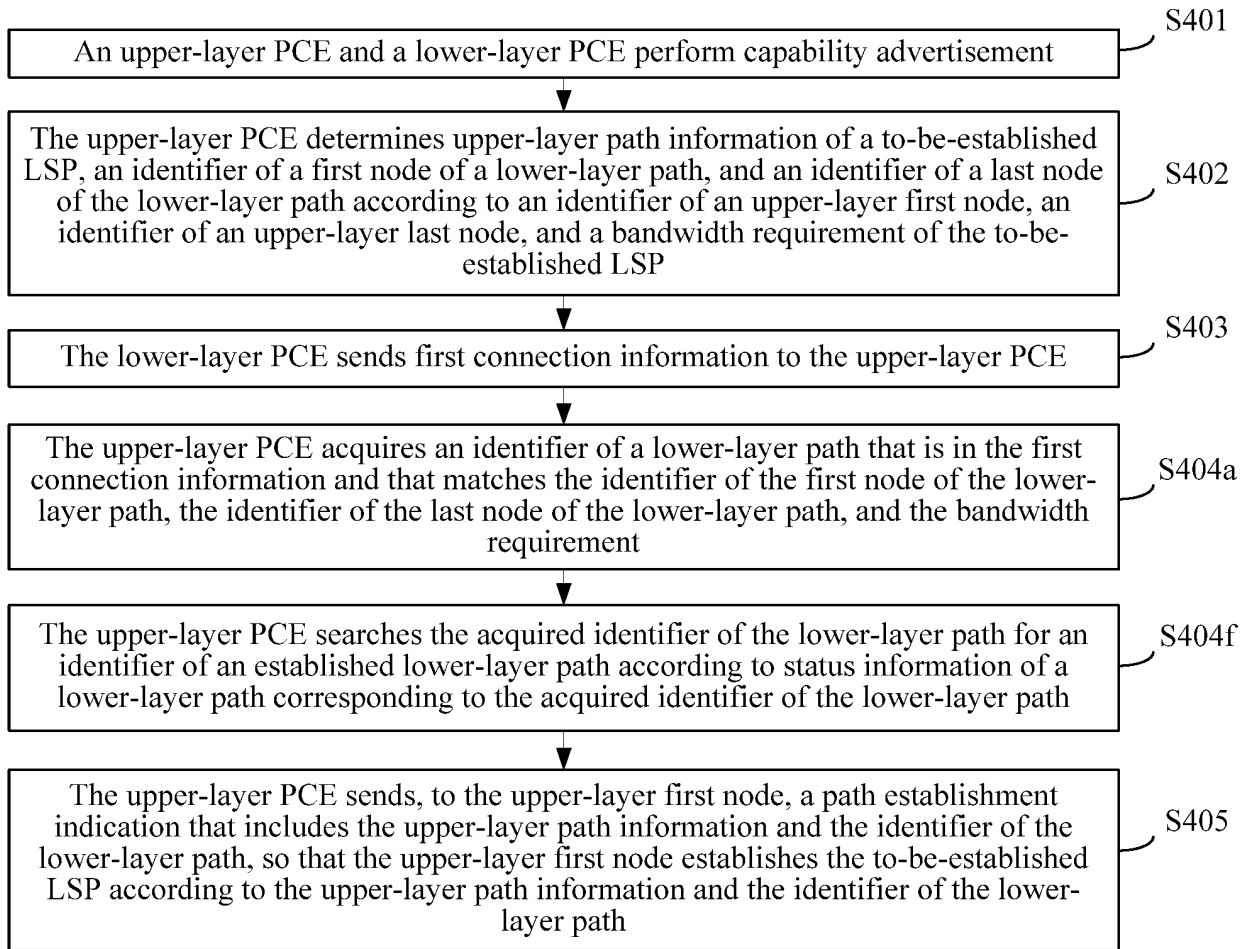 S401
An upper-layer PCE and a lower-layer PCE perform capability advertisement
The upper-layer PCE determines upper-layer path information of a to-be-established
LSP, an identifier of a first node of a lower-layer path, and an identifier of a last node
of the lower-layer path according to an identifier of an upper-layer first node, an
identifier of an upper-layer last node, and a bandwidth requirement of the to-be-
established LSP
S402
S403
The lower-layer PCE sends first connection information to the upper-layer PCE
The upper-layer PCE acquires an identifier of a lower-layer path that is in the first
connection information and that matches the identifier of the first node of the lower-
layer path, the identifier of the last node of the lower-layer path, and the bandwidth
requirement
S404a
The upper-layer PCE searches the acquired identifier of the lower-layer path for an
identifier of an established lower-layer path according to status information of a
lower-layer path corresponding to the acquired identifier of the lower-layer path
S404f
The upper-layer PCE sends, to the upper-layer first node, a path establishment
indication that includes the upper-layer path information and the identifier of the
lower-layer path, so that the upper-layer first node establishes the to-be-established
LSP according to the upper-layer path information and the identifier of the lower-
layer path
S405